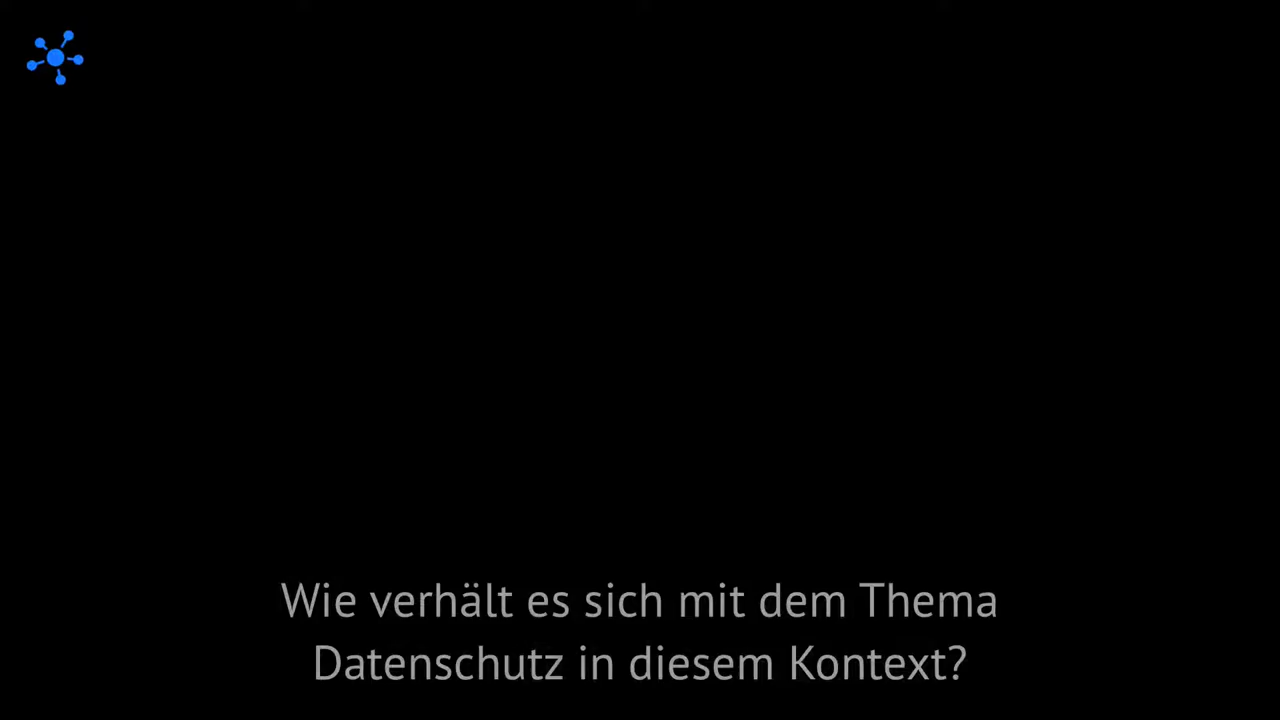 Wie verhält es sich mit dem Thema
Datenschutz in diesem Kontext?